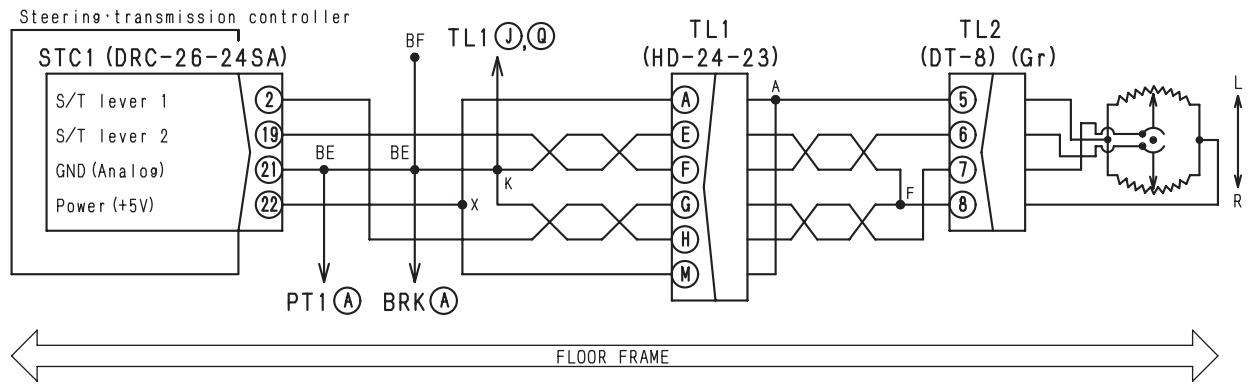 Steering·transmission controller
STC1 (DRC-26-24SA)
S/T lever 1
S/T lever 2
GND (Analog)
Power (+5V)
2
19
21
22
BF
BE
BE
TL1 J, Q
K
X
PT1 A
BRK A
TL1
(HD-24-23)
A
E
F
G
H
M
A
F
TL2
(DT-8) (Gr)
5
6
7
8
L
R
FLOOR FRAME